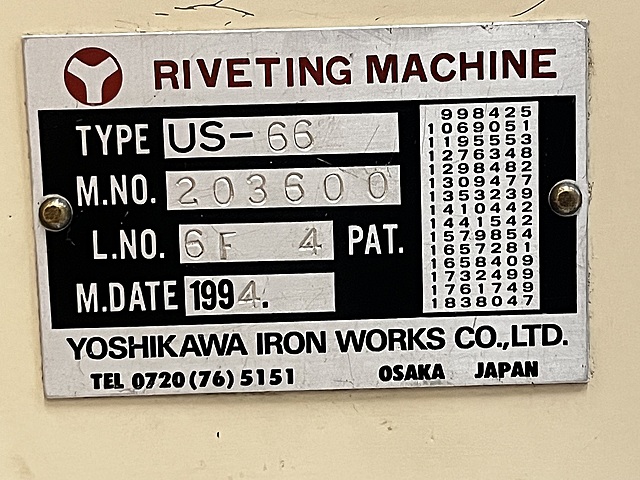 RIVETING MACHINE
TYPE US-66
M.NO. 203600
L.NO. 6F 4 PAT.
M.DATE 1994.
998425
1069051
1195553
1276348
1298482
1309477
1353239
1410442
1441542
1579854
1657281
1658409
1732499
1761749
1838047
YOSHIKAWA IRON WORKS CO.,LTD.
TEL 0720(76)5151 OSAKA JAPAN